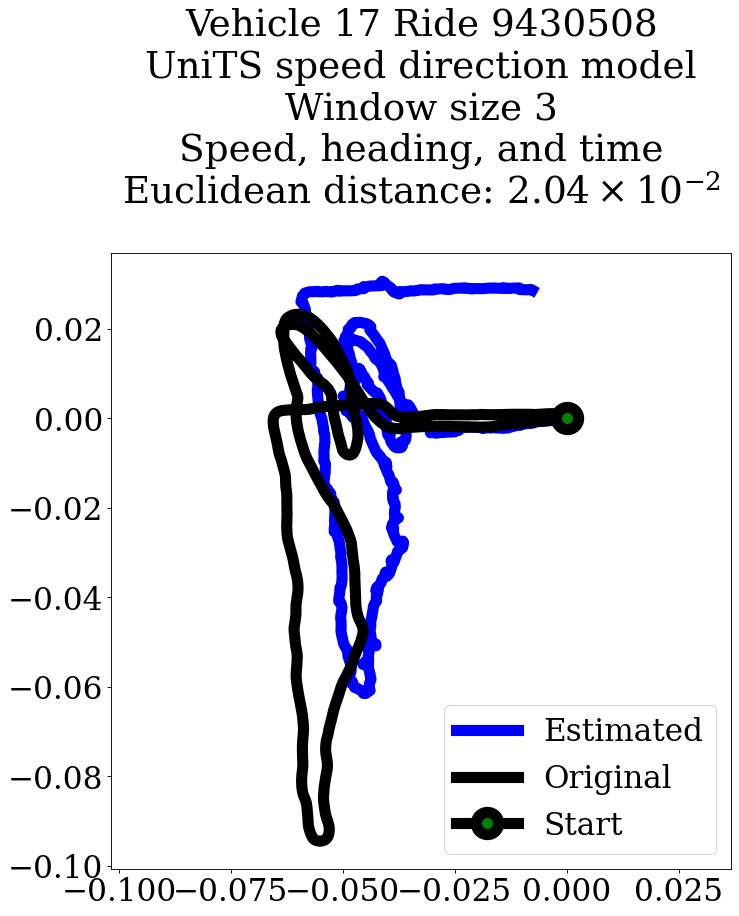 Vehicle 17 Ride 9430508
UniTS speed direction model
Window size 3
Speed, heading, and time
Euclidean distance: 2.04 × 10⁻²
0.02
0.00
−0.02
−0.04
−0.06
−0.08
−0.10
Estimated
Original
Start
−0.100 −0.075 −0.050 −0.025 0.000 0.025